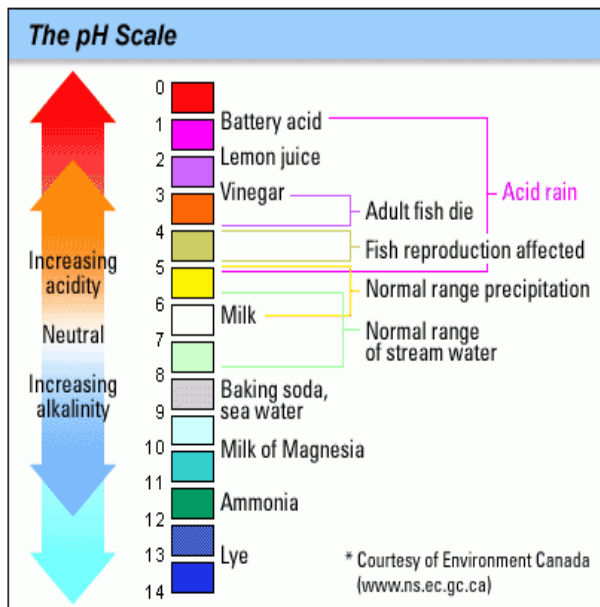 The pH Scale
0
1
Battery acid
2
Lemon juice
Vinegar
3
Acid rain
Adult fish die
4
Fish reproduction affected
Increasing
acidity
5
Normal range precipitation
6
Milk
Neutral
Normal range
of stream water
7
8
Increasing
alkalinity
Baking soda,
sea water
9
10
Milk of Magnesia
11
Ammonia
12
13
Lye
14
* Courtesy of Environment Canada
(www.ns.ec.gc.ca)